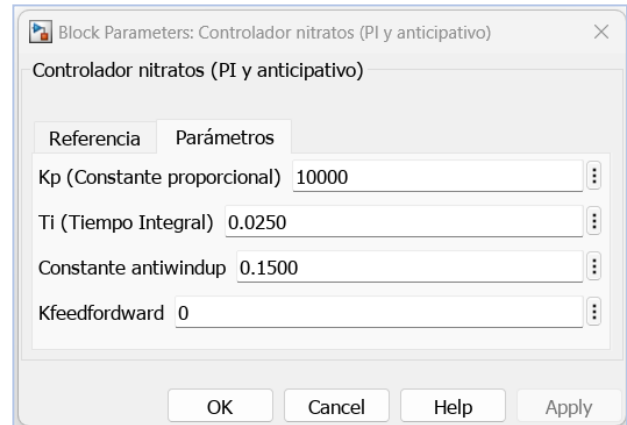 Block Parameters: Controlador nitratos (PI y anticipativo)
Controlador nitratos (PI y anticipativo)
Referencia Parámetros
Kp (Constante proporcional) 10000
Ti (Tiempo Integral) 0.0250
Constante antiwindup 0.1500
Kfeedfordward 0
OK Cancel Help Apply